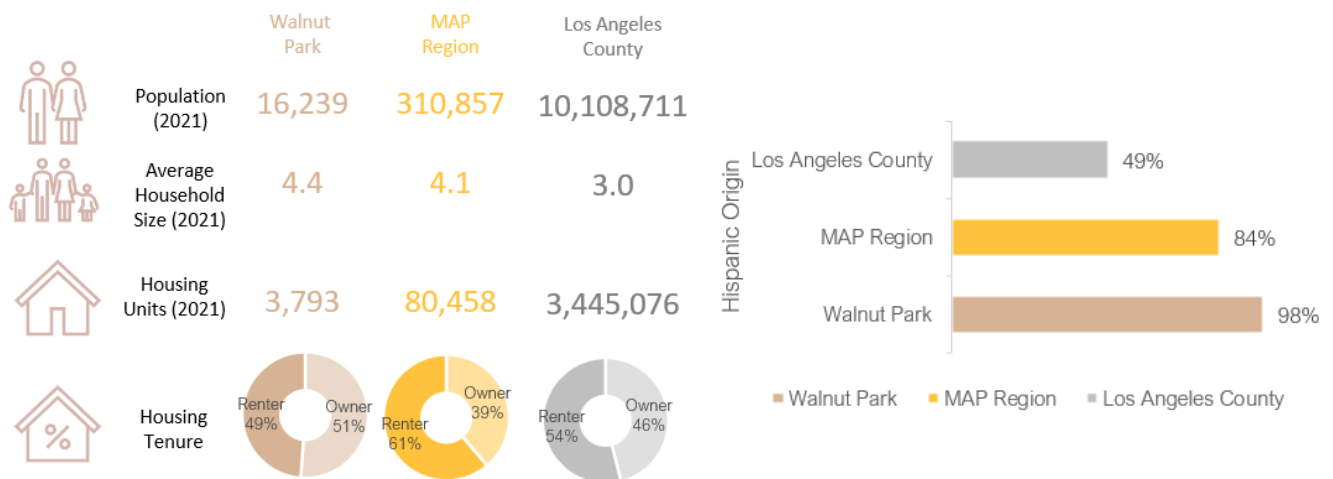 Walnut
Park
MAP
Region
Los Angeles
County
Population
(2021)
16,239
310,857
10,108,711
Average
Household
Size (2021)
4.4
4.1
3.0
Housing
Units (2021)
3,793
80,458
3,445,076
Housing
Tenure
Renter
49%
Owner
51%
Renter
61%
Owner
39%
Renter
54%
Owner
46%
%
Hispanic Origin
Los Angeles County
49%
MAP Region
84%
Walnut Park
98%
Walnut Park
MAP Region
Los Angeles County